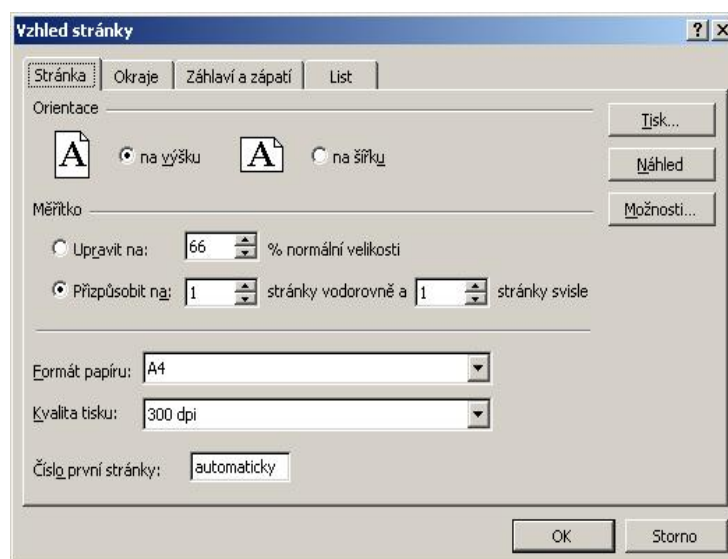 Vzhled stránky
Stránka Okraje Záhlaví a zápatí List
Orientace
A na výšku A na šířku
Tisk...
Náhled
Možnosti...
Měřítko
Upravit na: 66 % normální velikosti
Přizpůsobit na: 1 stránky vodorovně a 1 stránky svisle
Formát papíru: A4
Kvalita tisku: 300 dpi
Číslo první stránky: automaticky
OK Storno